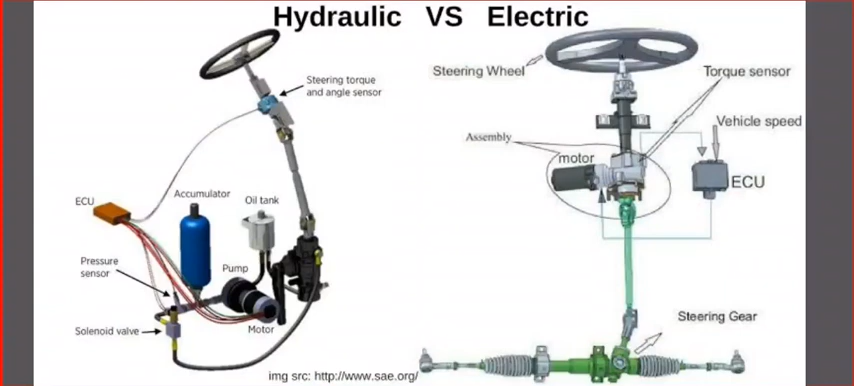 Hydraulic VS Electric
Steering torque
and angle sensor
ECU
Accumulator
Oil tank
Pressure
sensor
Pump
Solenoid valve
Motor
img src: http://www.sae.org/
Steering Wheel
Torque sensor
Assembly
motor
Vehicle speed
ECU
Steering Gear